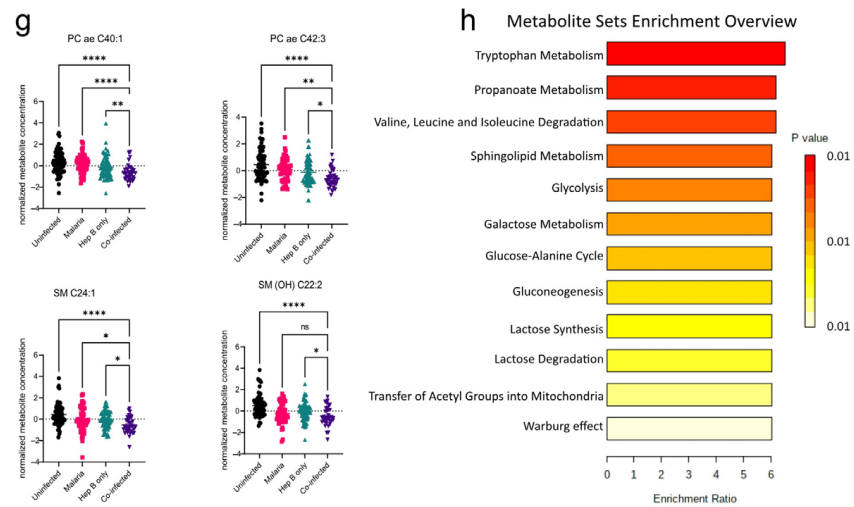 g
PC ae C40:1
****
****
**
normalized metabolite concentration
6
4
2
0
−2
−4
Uninfected
Malaria
Hep B only
Co-infected
PC ae C42:3
****
**
*
normalized metabolite concentration
6
4
2
0
−2
−4
Uninfected
Malaria
Hep B only
Co-infected
SM C24:1
****
*
*
normalized metabolite concentration
6
4
2
0
−2
−4
Uninfected
Malaria
Hep B only
Co-infected
SM (OH) C22:2
****
ns
*
normalized metabolite concentration
6
4
2
0
−2
−4
Uninfected
Malaria
Hep B only
Co-infected
h
Metabolite Sets Enrichment Overview
Tryptophan Metabolism
Propanoate Metabolism
Valine, Leucine and Isoleucine Degradation
Sphingolipid Metabolism
Glycolysis
Galactose Metabolism
Glucose-Alanine Cycle
Gluconeogenesis
Lactose Synthesis
Lactose Degradation
Transfer of Acetyl Groups into Mitochondria
Warburg effect
0 1 2 3 4 5 6
Enrichment Ratio
P value
0.01
0.01
0.01